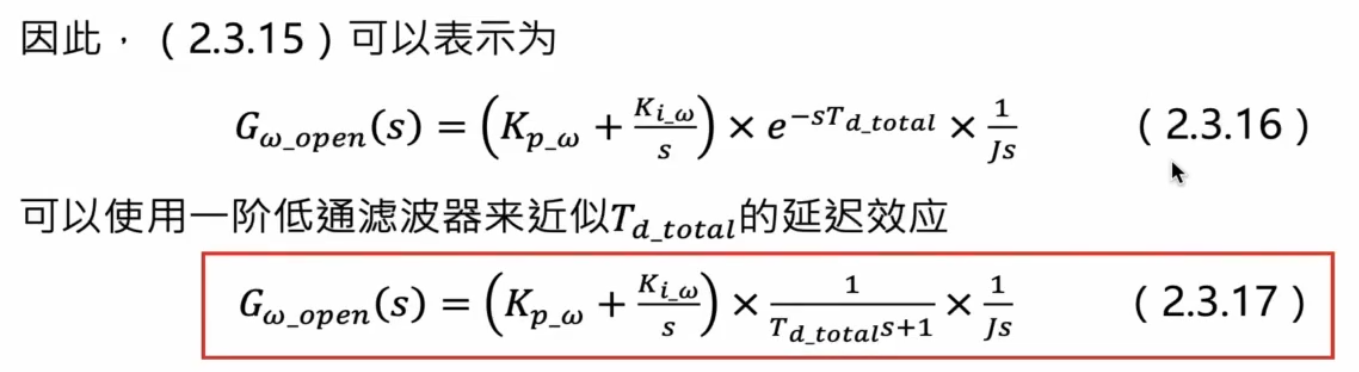 因此，（2.3.15）可以表示为
$G_{\omega\_open}(s) = \left(K_{p\_\omega} + \frac{K_{i\_\omega}}{s}\right) \times e^{-sT_{d\_total}} \times \frac{1}{Js}$ （2.3.16）
可以使用一阶低通滤波器来近似$T_{d\_total}$的延迟效应
$G_{\omega\_open}(s) = \left(K_{p\_\omega} + \frac{K_{i\_\omega}}{s}\right) \times \frac{1}{T_{d\_total}s+1} \times \frac{1}{Js}$ （2.3.17）